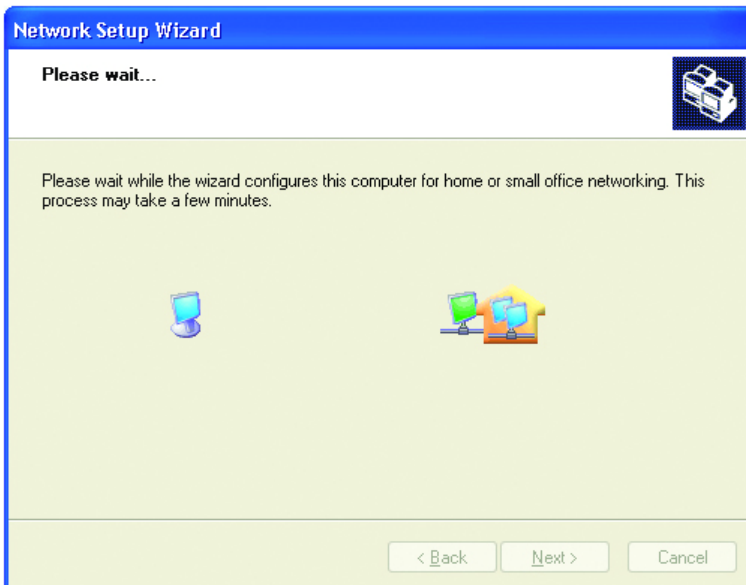 Network Setup Wizard
Please wait...
Please wait while the wizard configures this computer for home or small office networking. This
process may take a few minutes.
< Back Next > Cancel